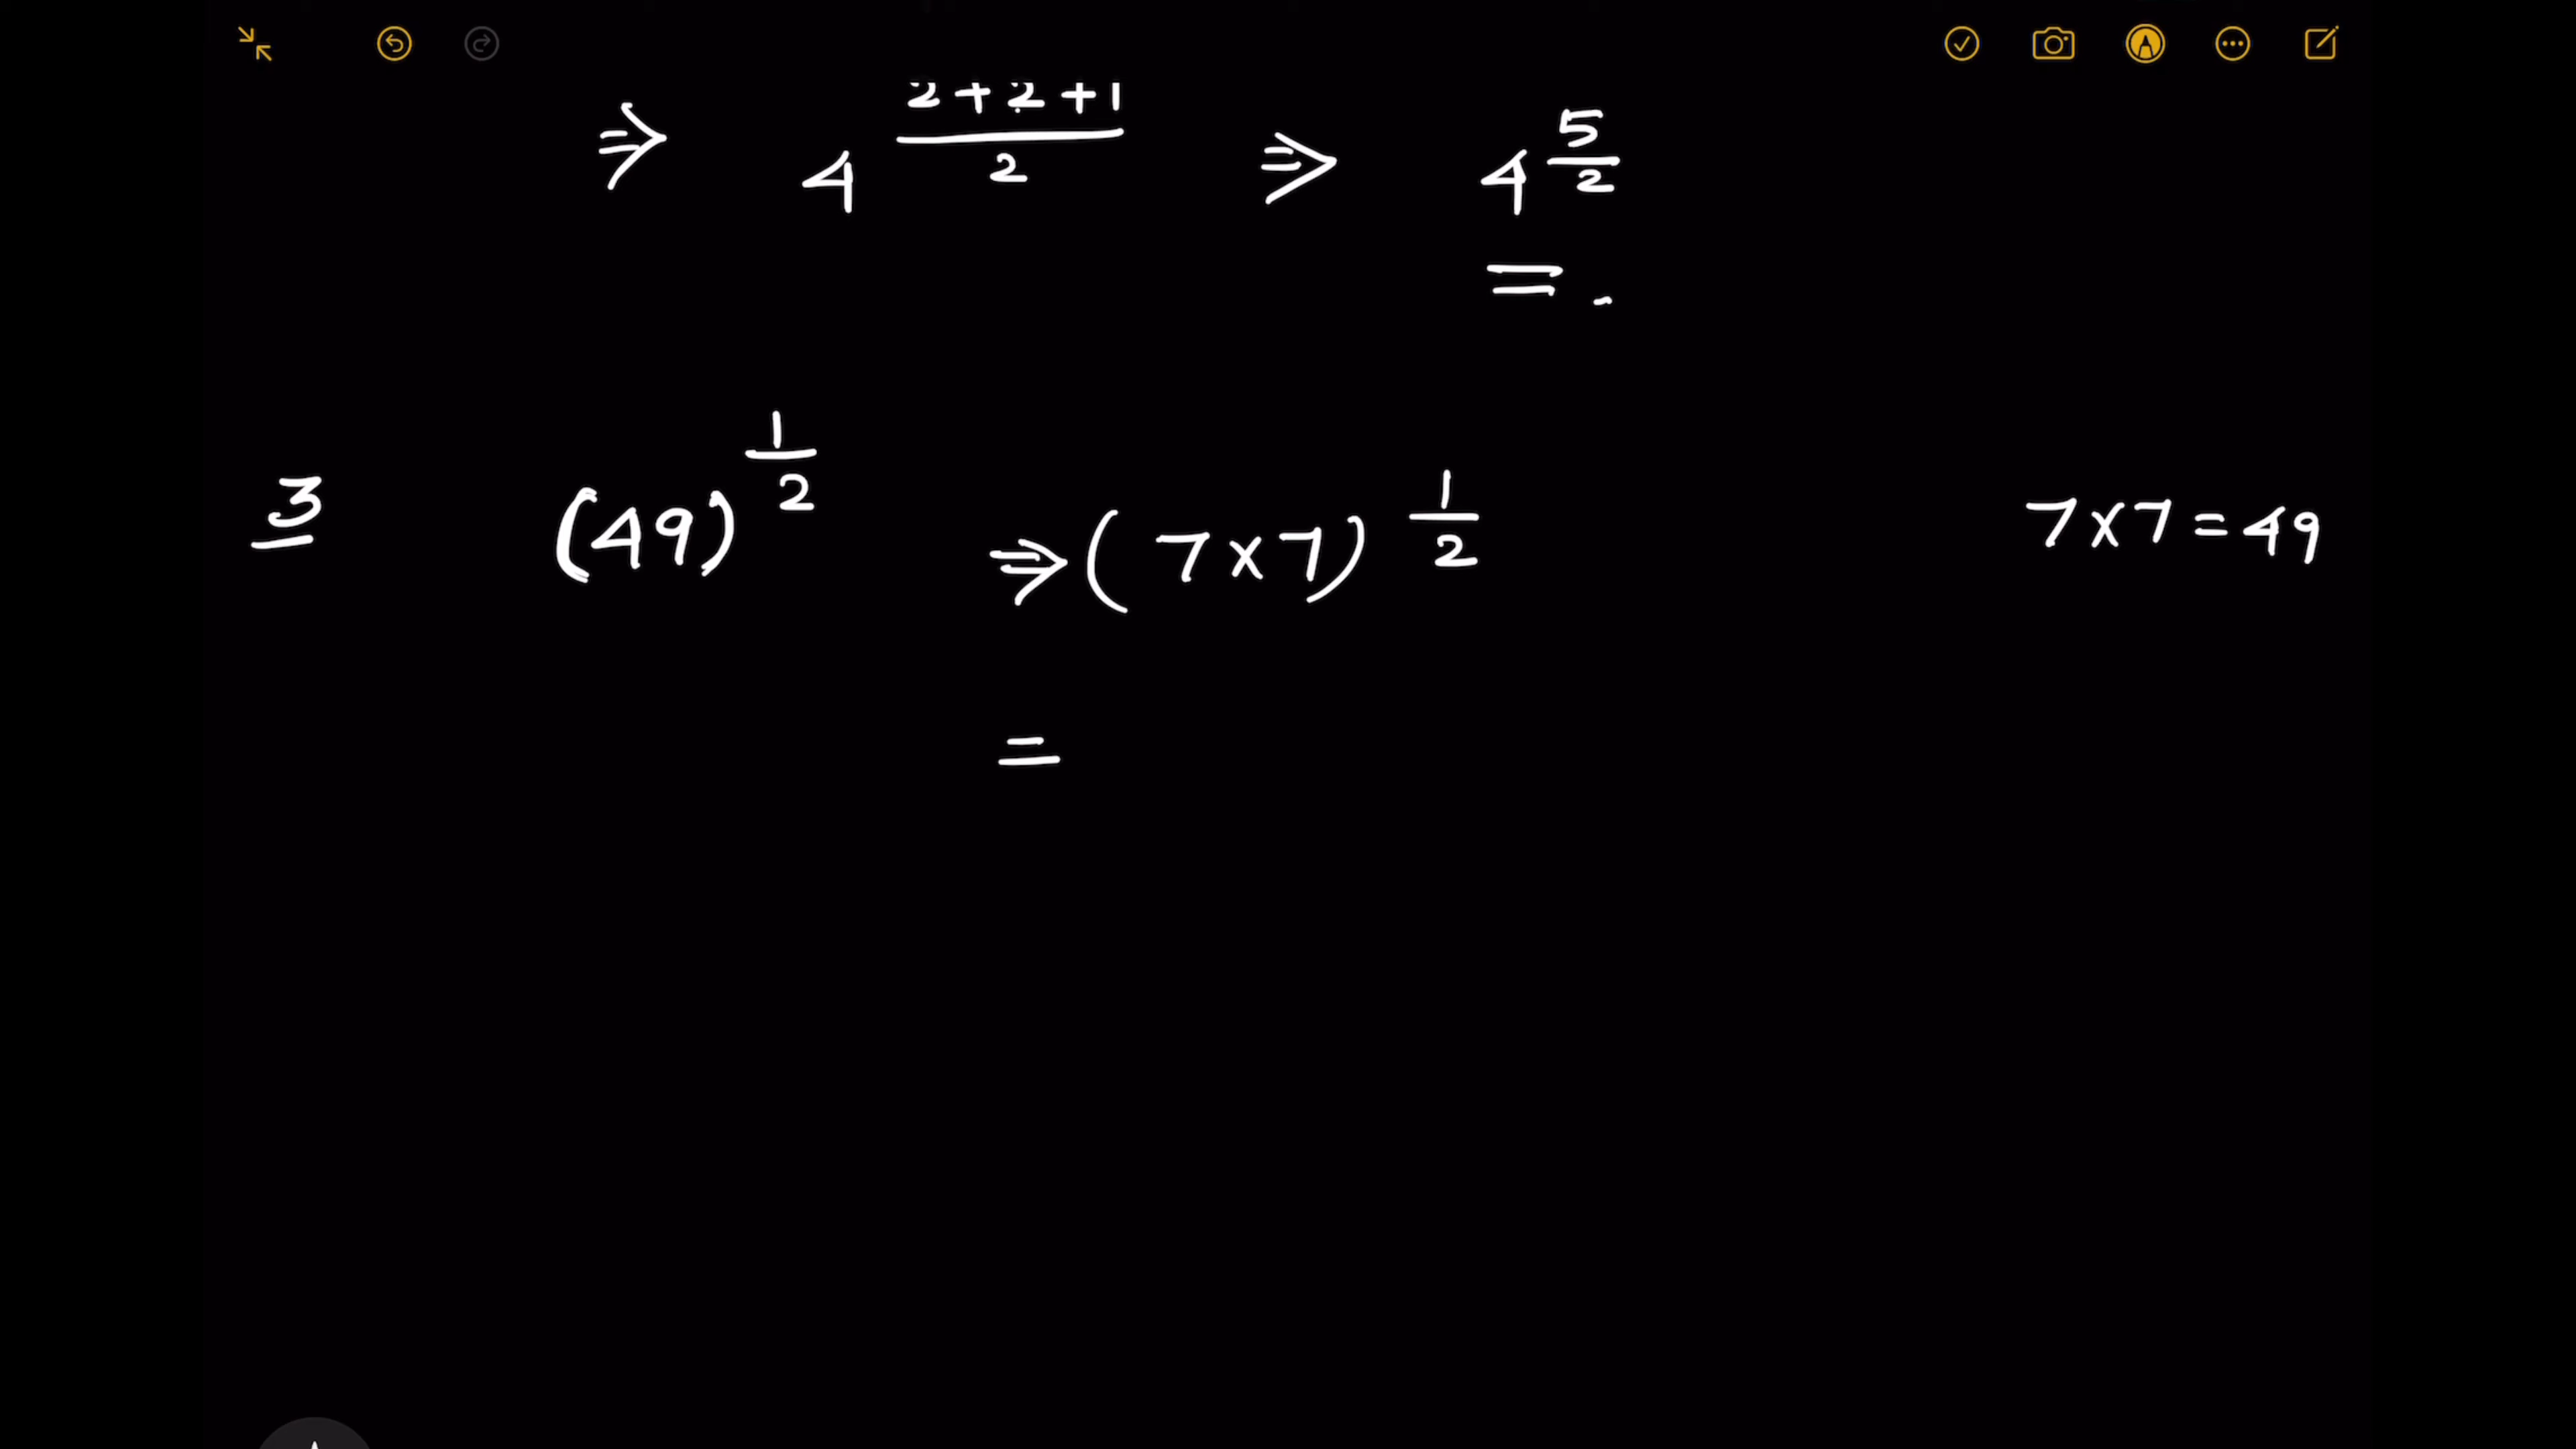 ⇒ 4^((2+2+1)/2) ⇒ 4^(5/2)
= .
3 (49)^(1/2) ⇒ (7×7)^(1/2) 7×7=49
=